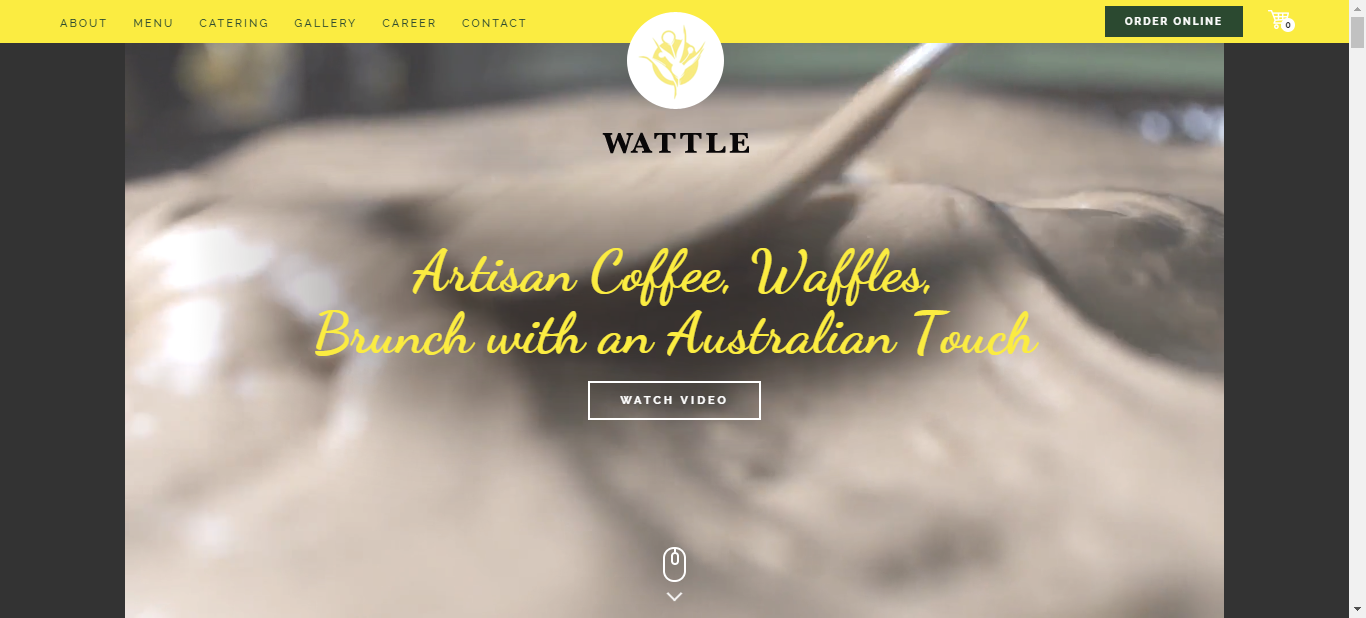 ABOUT MENU CATERING GALLERY CAREER CONTACT
ORDER ONLINE
0
WATTLE
Artisan Coffee, Waffles,
Brunch with an Australian Touch
WATCH VIDEO